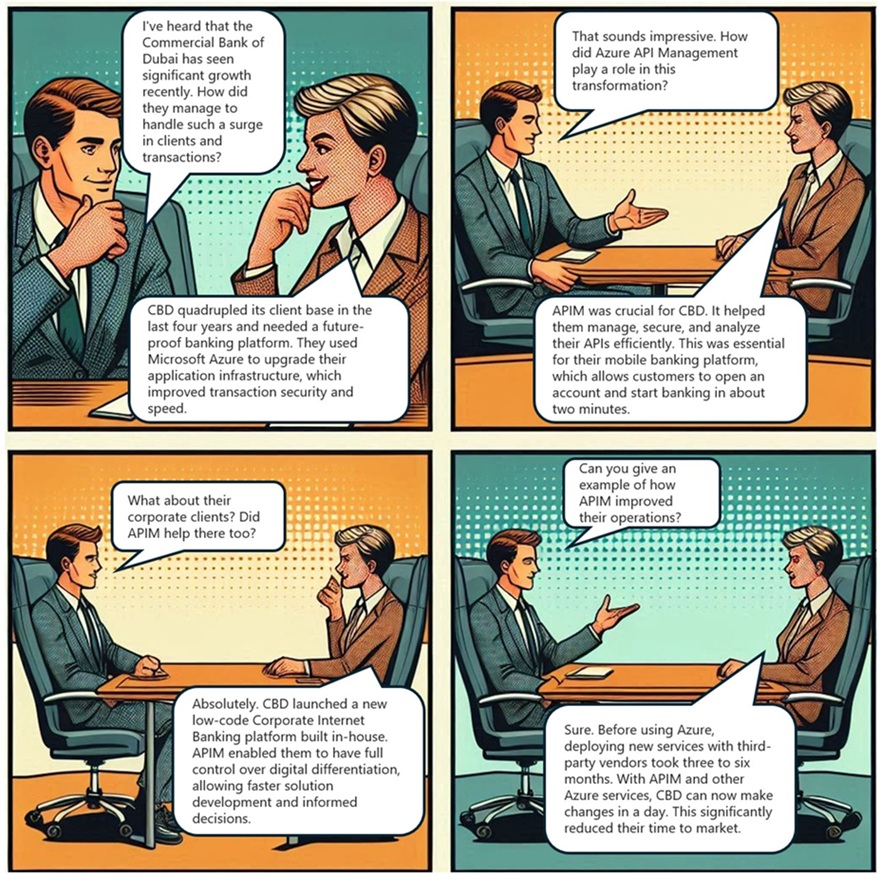 I've heard that the
Commercial Bank of
Dubai has seen
significant growth
recently. How did
they manage to
handle such a surge
in clients and
transactions?
CBD quadrupled its client base in the
last four years and needed a future-
proof banking platform. They used
Microsoft Azure to upgrade their
application infrastructure, which
improved transaction security and
speed.
That sounds impressive. How
did Azure API Management
play a role in this
transformation?
APIM was crucial for CBD. It helped
them manage, secure, and analyze
their APIs efficiently. This was essential
for their mobile banking platform,
which allows customers to open an
account and start banking in about
two minutes.
What about their
corporate clients? Did
APIM help there too?
Absolutely. CBD launched a new
low-code Corporate Internet
Banking platform built in-house.
APIM enabled them to have full
control over digital differentiation,
allowing faster solution
development and informed
decisions.
Can you give an
example of how
APIM improved
their operations?
Sure. Before using Azure,
deploying new services with third-
party vendors took three to six
months. With APIM and other
Azure services, CBD can now make
changes in a day. This significantly
reduced their time to market.